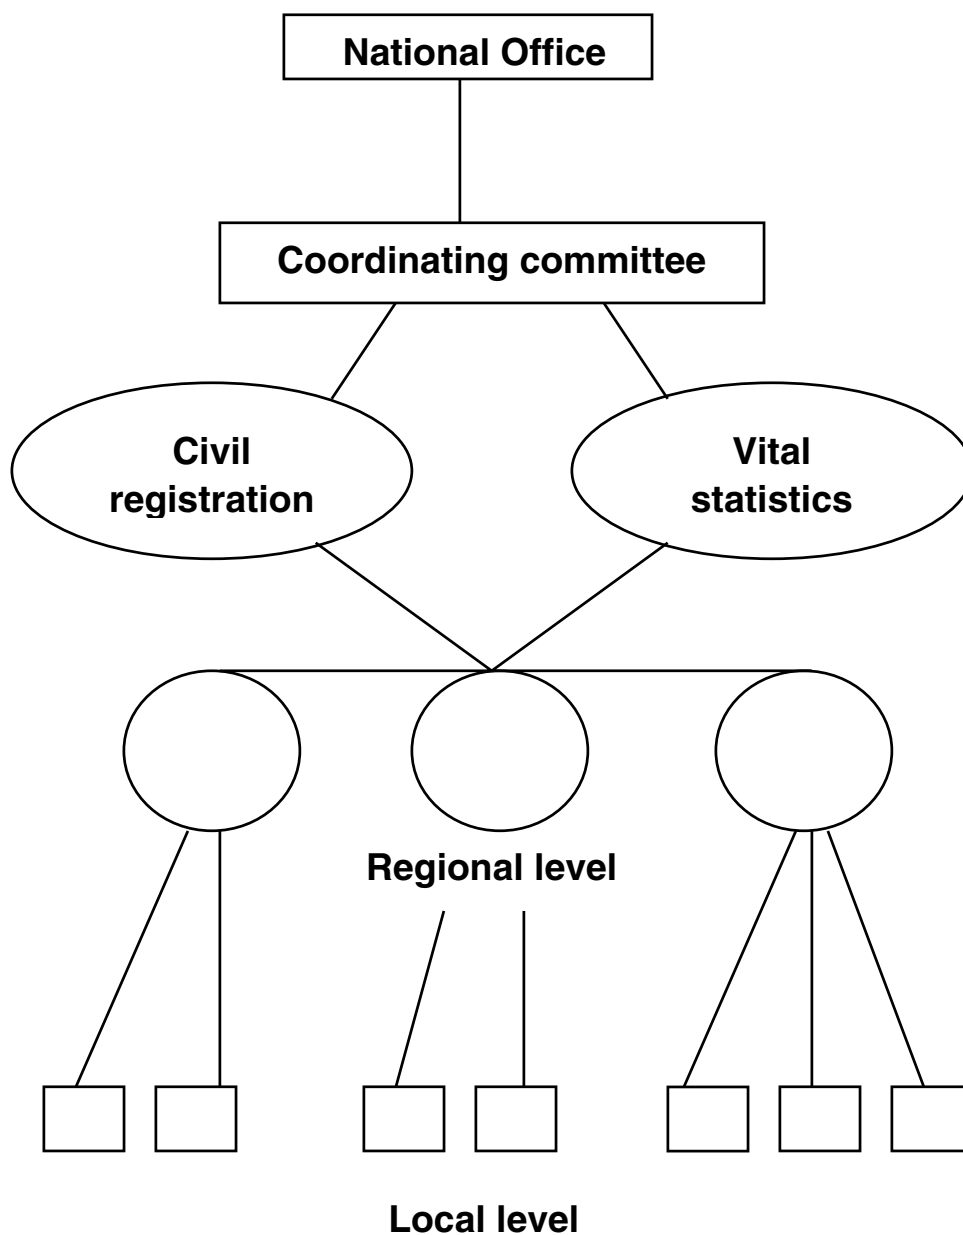 National Office
Coordinating committee
Civil
registration
Vital
statistics
Regional level
Local level